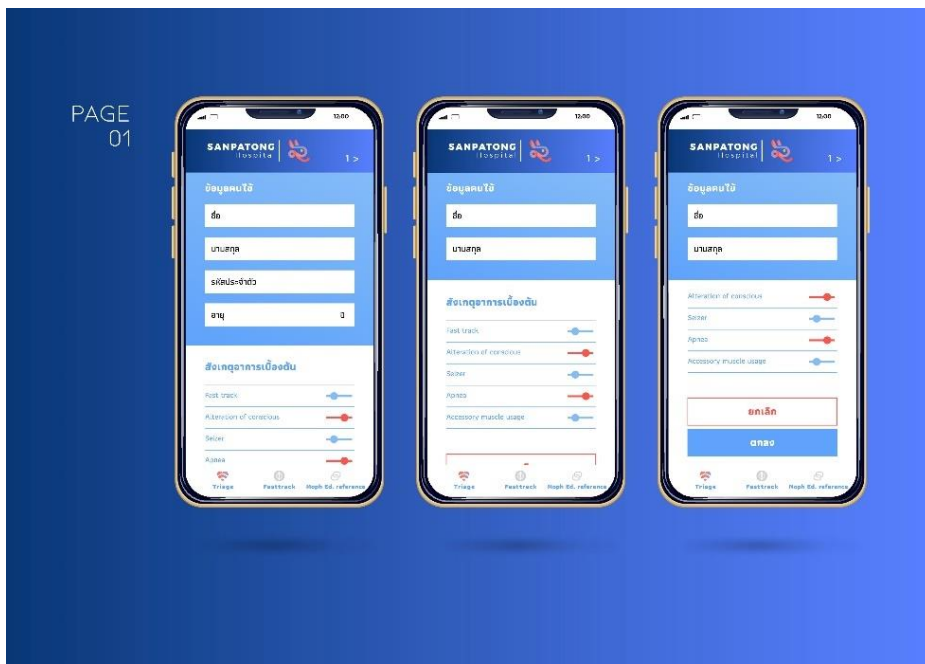 PAGE
01
12:00
SANPATONG
Hospital
1 >
ข้อมูลคนไข้
ชื่อ
นามสกุล
รหัสประจำตัว
อายุ ปี
สังเกตุอาการเบื้องต้น
Fast track
Alteration of conscious
Seizer
Apnea
Triage Fasttrack Moph Ed. reference
12:00
SANPATONG
Hospital
1 >
ข้อมูลคนไข้
ชื่อ
นามสกุล
สังเกตุอาการเบื้องต้น
Fast track
Alteration of conscious
Seizer
Apnea
Accessory muscle usage
Triage Fasttrack Moph Ed. reference
12:00
SANPATONG
Hospital
1 >
ข้อมูลคนไข้
ชื่อ
นามสกุล
Alteration of conscious
Seizer
Apnea
Accessory muscle usage
ยกเลิก
ตกลง
Triage Fasttrack Moph Ed. reference